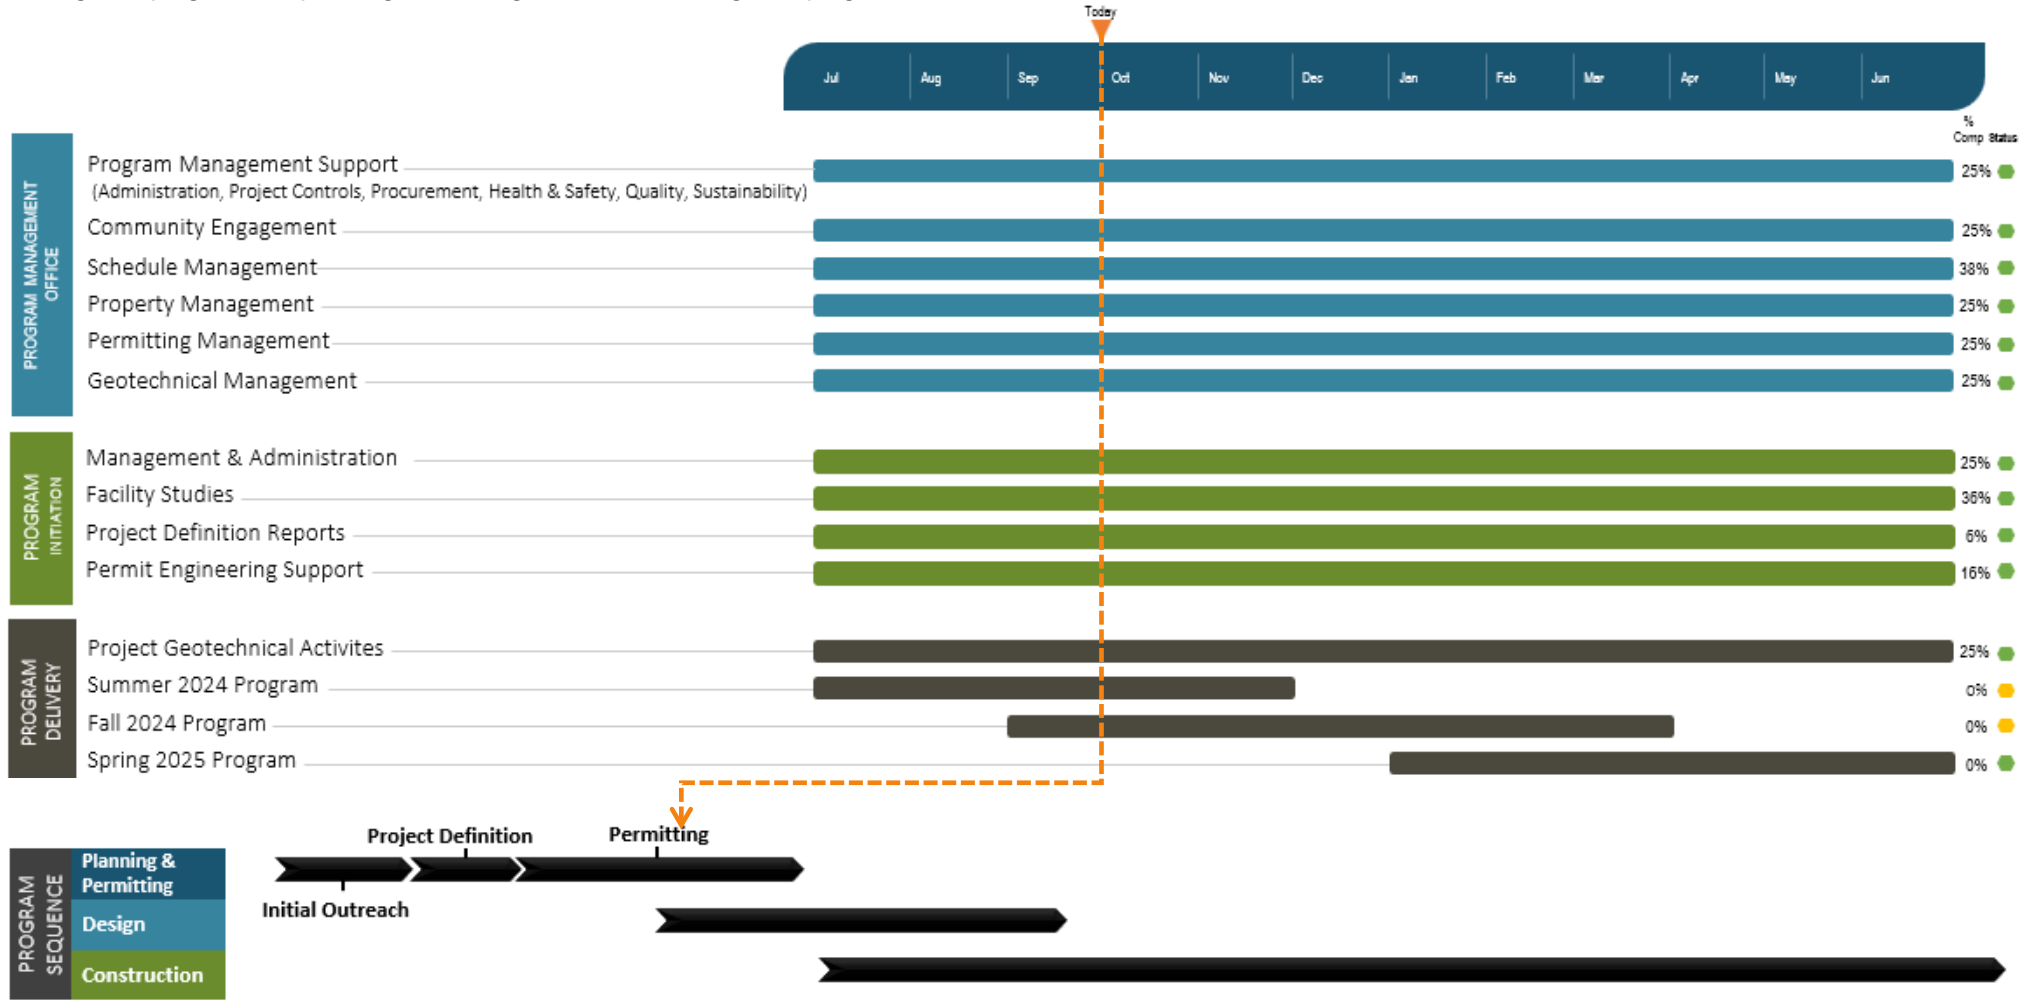 Today
Jul Aug Sep Oct Nov Dec Jan Feb Mar Apr May Jun
%
Comp Status
PROGRAM MANAGEMENT
OFFICE
Program Management Support 25%
(Administration, Project Controls, Procurement, Health & Safety, Quality, Sustainability)
Community Engagement 25%
Schedule Management 38%
Property Management 25%
Permitting Management 25%
Geotechnical Management 25%
PROGRAM
INITIATION
Management & Administration 25%
Facility Studies 36%
Project Definition Reports 6%
Permit Engineering Support 16%
PROGRAM
DELIVERY
Project Geotechnical Activites 25%
Summer 2024 Program 0%
Fall 2024 Program 0%
Spring 2025 Program 0%
PROGRAM
SEQUENCE
Project Definition Permitting
Planning &
Permitting
Initial Outreach
Design
Construction